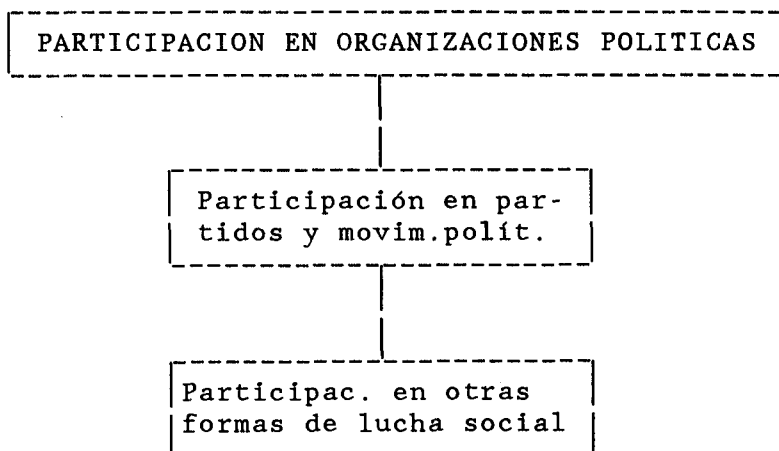 PARTICIPACION EN ORGANIZACIONES POLITICAS
Participación en par-
tidos y movim.polít.
Participac. en otras
formas de lucha social